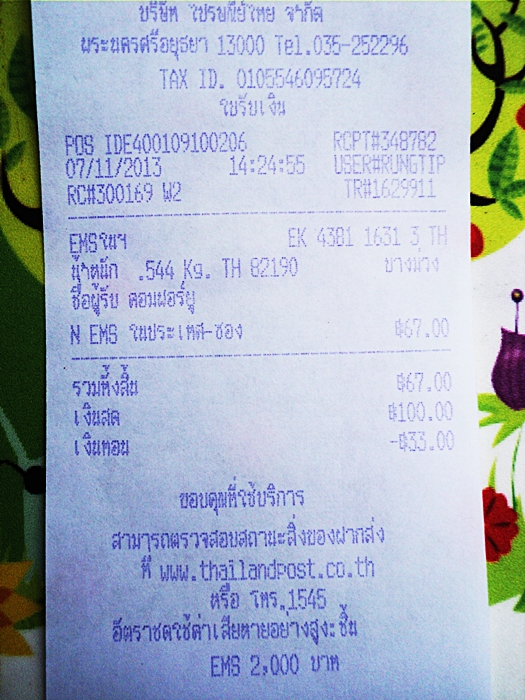 บริษัท ไปรษณีย์ไทย จำกัด
พระนครศรีอยุธยา 13000 Tel.035-252296
TAX ID. 0105546095724
ใบรับเงิน
POS IDE400109100206 RCPT#348782
07/11/2013 14:24:55 USER#RUNGTIP
RC#300169 W2 TR#1629911
EMSในฯ EK 4381 1631 3 TH
น้ำหนัก .544 Kg. TH 82190 บางม่วง
ชื่อผู้รับ คอมฟอร์ยู
N EMS ในประเทศ-ซอง ฿67.00
รวมทั้งสิ้น ฿67.00
เงินสด ฿100.00
เงินทอน -฿33.00
ขอบคุณที่ใช้บริการ
สามารถตรวจสอบสถานะสิ่งของฝากส่ง
ที่ www.thailandpost.co.th
หรือ โทร.1545
อัตราชดใช้ค่าเสียหายอย่างสูงะชิ้น
EMS 2,000 บาท